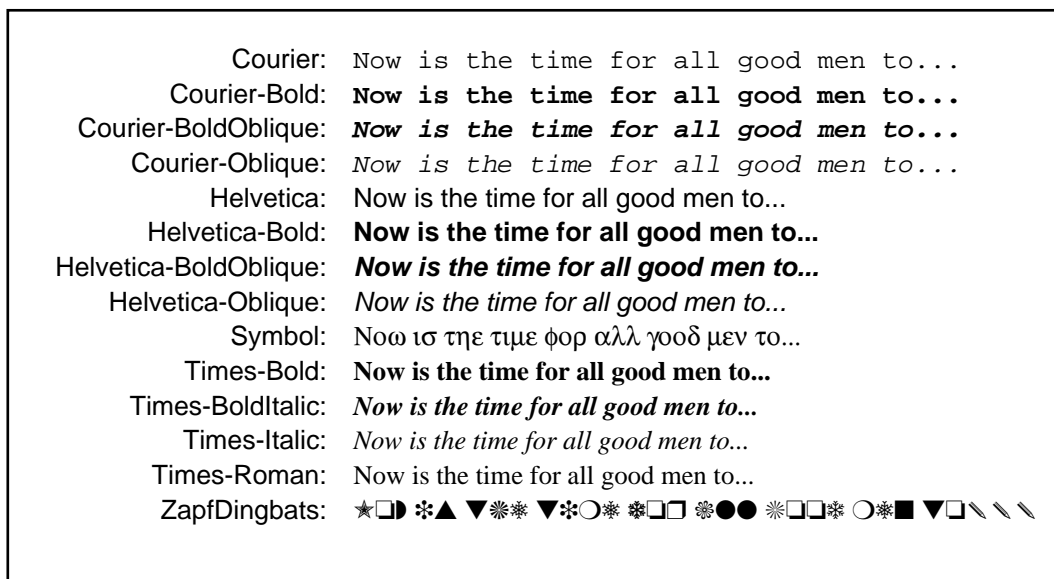 Courier: Now is the time for all good men to...
Courier-Bold: Now is the time for all good men to...
Courier-BoldOblique: Now is the time for all good men to...
Courier-Oblique: Now is the time for all good men to...
Helvetica: Now is the time for all good men to...
Helvetica-Bold: Now is the time for all good men to...
Helvetica-BoldOblique: Now is the time for all good men to...
Helvetica-Oblique: Now is the time for all good men to...
Symbol: Νοω ισ τηε τιμε φορ αλλ γοοδ μεν το...
Times-Bold: Now is the time for all good men to...
Times-BoldItalic: Now is the time for all good men to...
Times-Italic: Now is the time for all good men to...
Times-Roman: Now is the time for all good men to...
ZapfDingbats: ✮❏◗ ❉▲ ▼❈❅ ▼❉❍❅ ❆❏❒ ❁●● ❇❏❏❄ ❍❅■ ▼❏✎✎✎